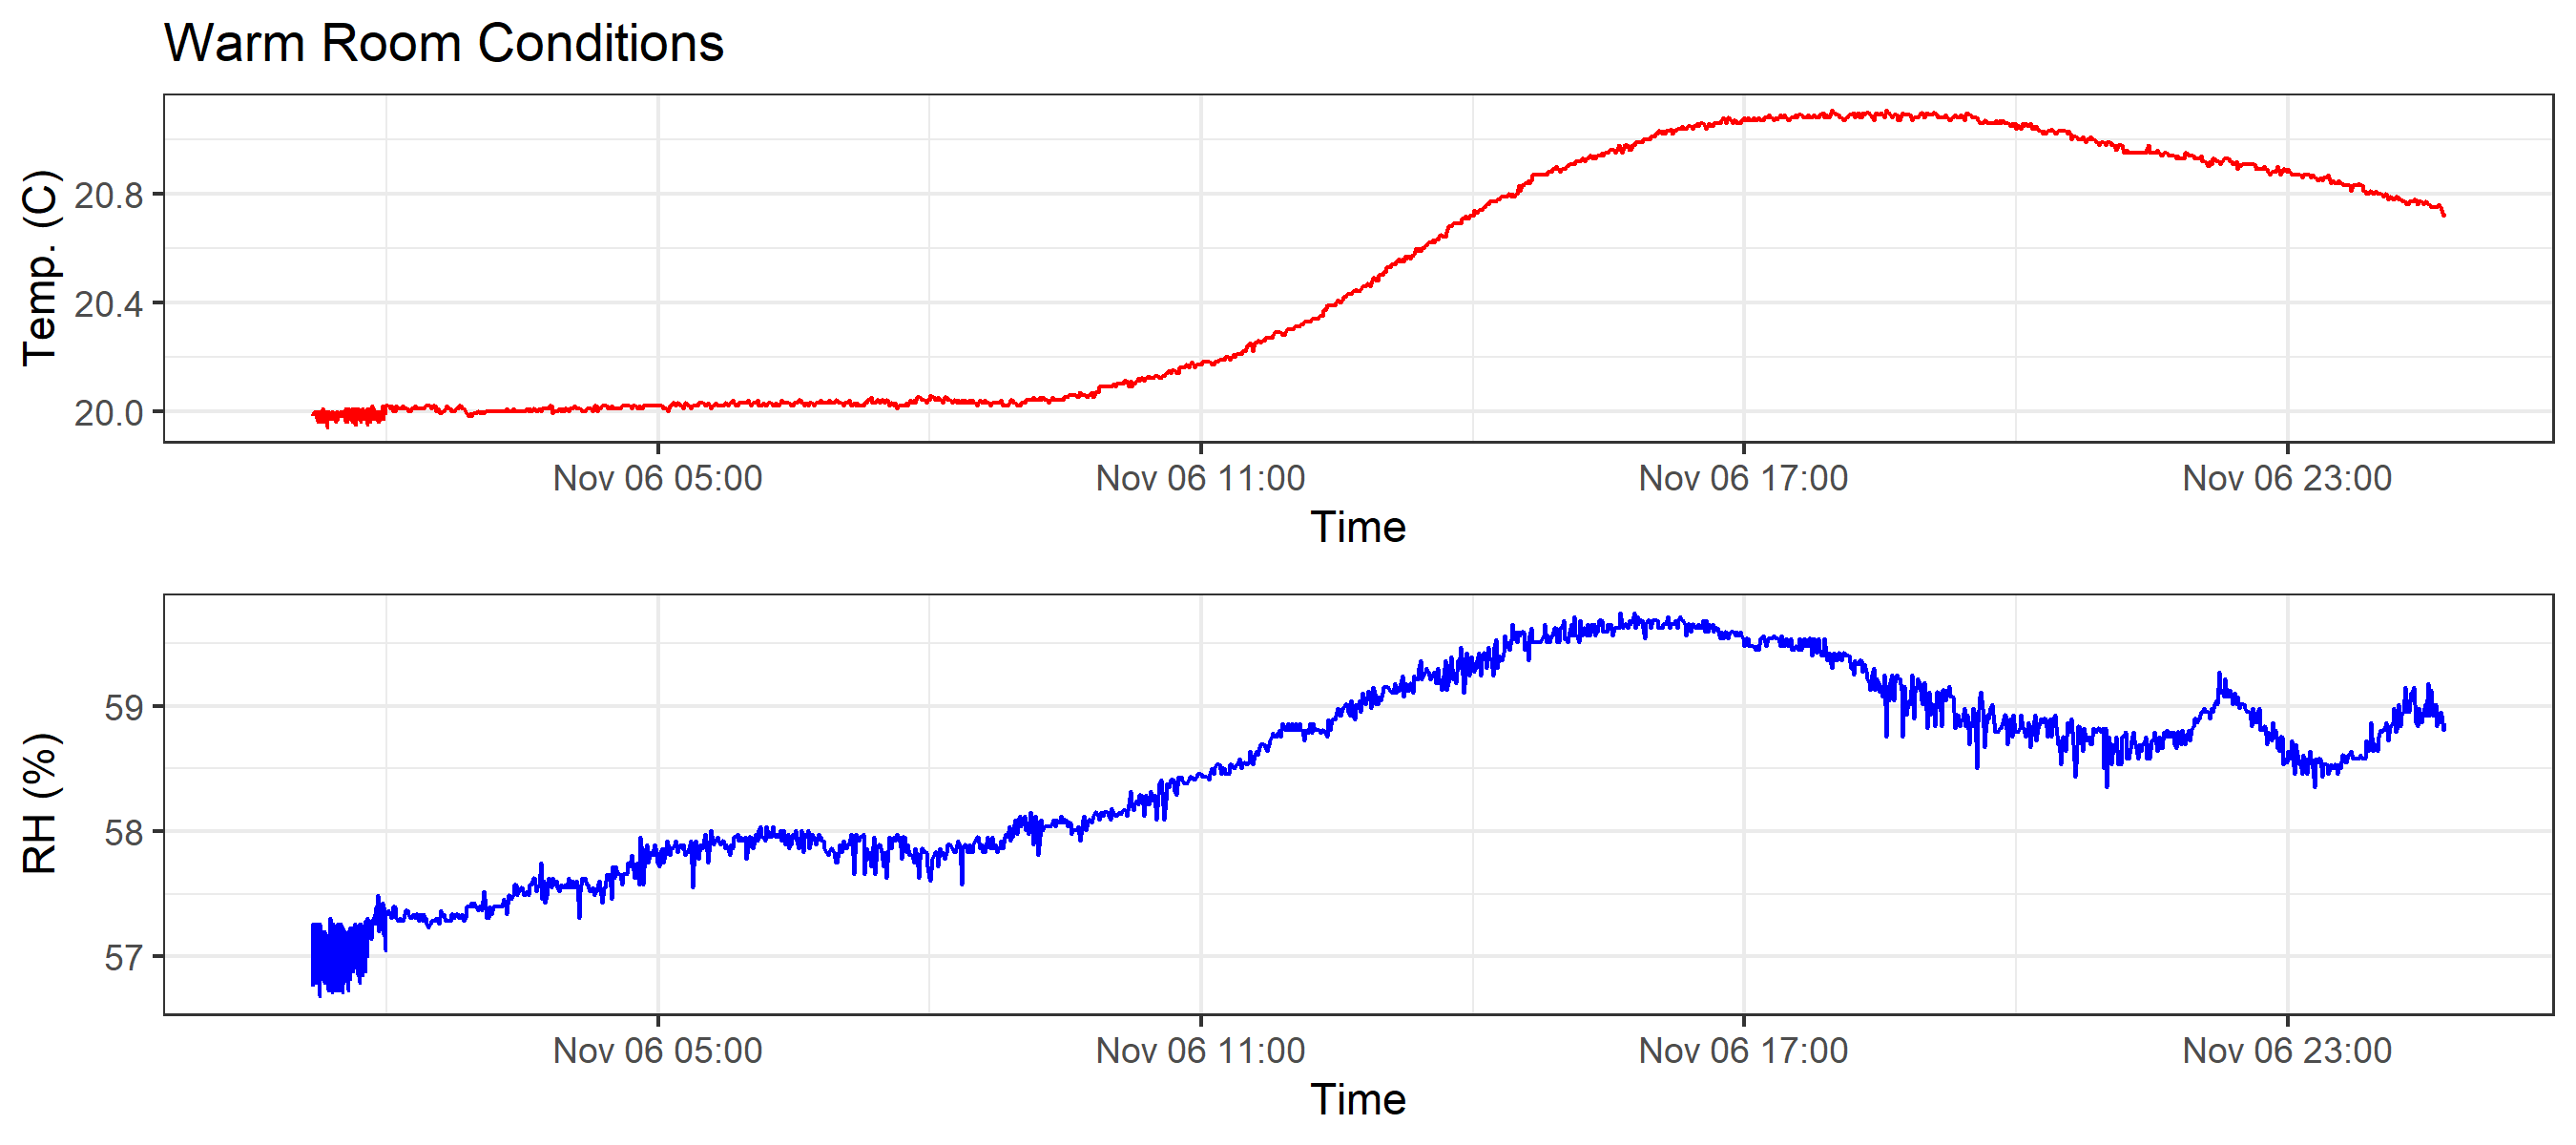 Warm Room Conditions
Temp. (C)
20.8
20.4
20.0
Nov 06 05:00 Nov 06 11:00 Nov 06 17:00 Nov 06 23:00
Time
RH (%)
59
58
57
Nov 06 05:00 Nov 06 11:00 Nov 06 17:00 Nov 06 23:00
Time